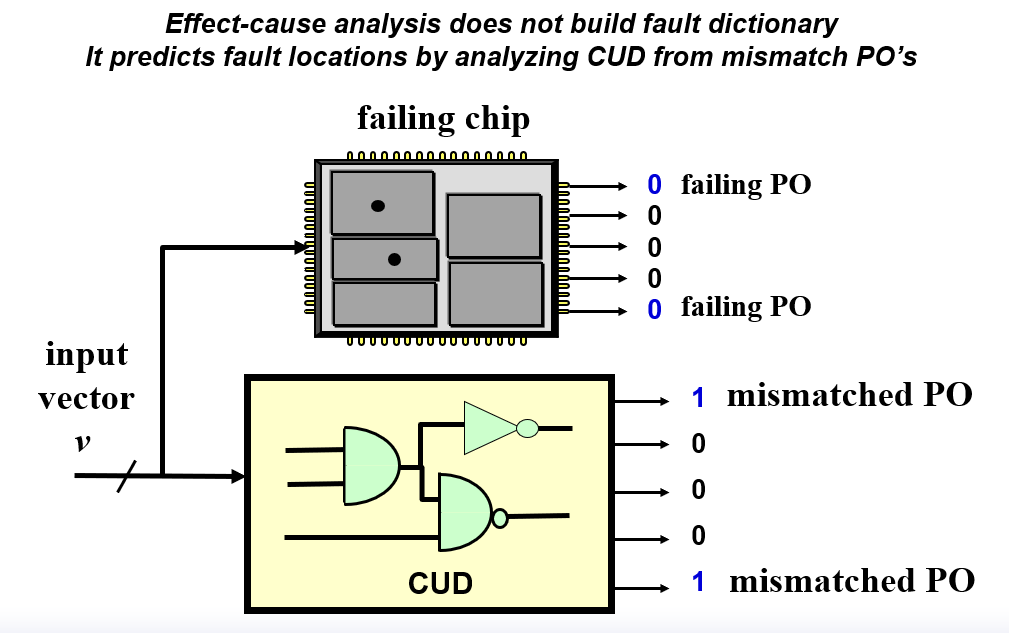 Effect-cause analysis does not build fault dictionary
It predicts fault locations by analyzing CUD from mismatch PO's
failing chip
0 failing PO
0
0
0
0 failing PO
input
vector
v
1 mismatched PO
0
0
0
1 mismatched PO
CUD